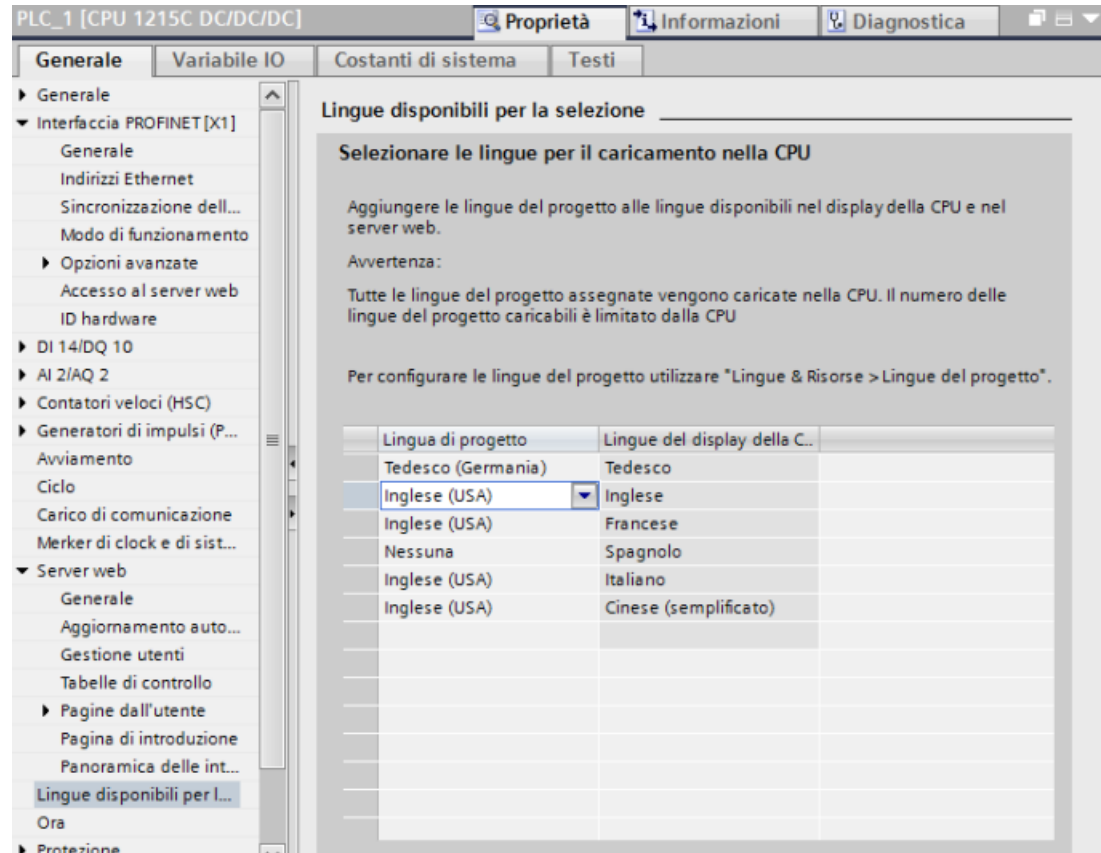 PLC_1 [CPU 1215C DC/DC/DC]
Proprietà
Informazioni
Diagnostica
Generale
Variabile IO
Costanti di sistema
Testi
Generale
Interfaccia PROFINET [X1]
Generale
Indirizzi Ethernet
Sincronizzazione dell...
Modo di funzionamento
Opzioni avanzate
Accesso al server web
ID hardware
DI 14/DQ 10
AI 2/AQ 2
Contatori veloci (HSC)
Generatori di impulsi (P...
Avviamento
Ciclo
Carico di comunicazione
Merker di clock e di sist...
Server web
Generale
Aggiornamento auto...
Gestione utenti
Tabelle di controllo
Pagine dall'utente
Pagina di introduzione
Panoramica delle int...
Lingue disponibili per l...
Ora
Protezione
Lingue disponibili per la selezione
Selezionare le lingue per il caricamento nella CPU
Aggiungere le lingue del progetto alle lingue disponibili nel display della CPU e nel
server web.
Avvertenza:
Tutte le lingue del progetto assegnate vengono caricate nella CPU. Il numero delle
lingue del progetto caricabili è limitato dalla CPU
Per configurare le lingue del progetto utilizzare "Lingue & Risorse > Lingue del progetto".
Lingua di progetto Lingue del display della C...
Tedesco (Germania) Tedesco
Inglese (USA) Inglese
Inglese (USA) Francese
Nessuna Spagnolo
Inglese (USA) Italiano
Inglese (USA) Cinese (semplificato)